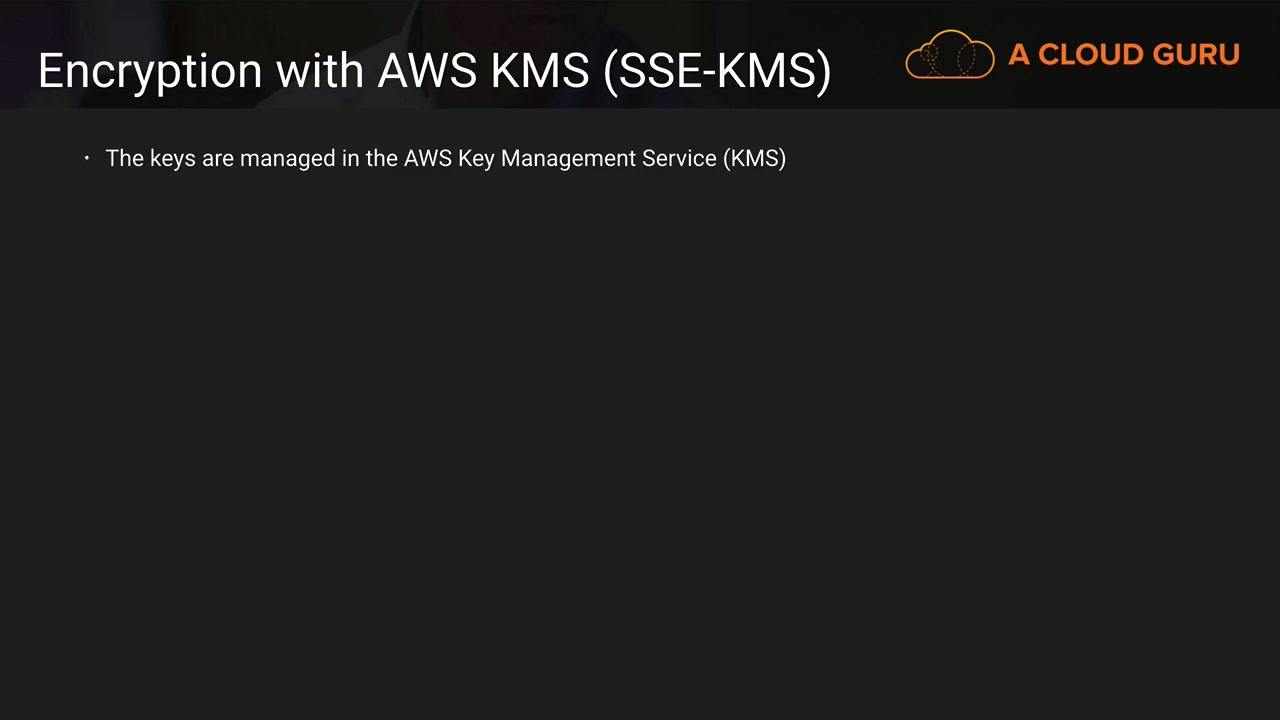 Encryption with AWS KMS (SSE-KMS)
A CLOUD GURU
· The keys are managed in the AWS Key Management Service (KMS)